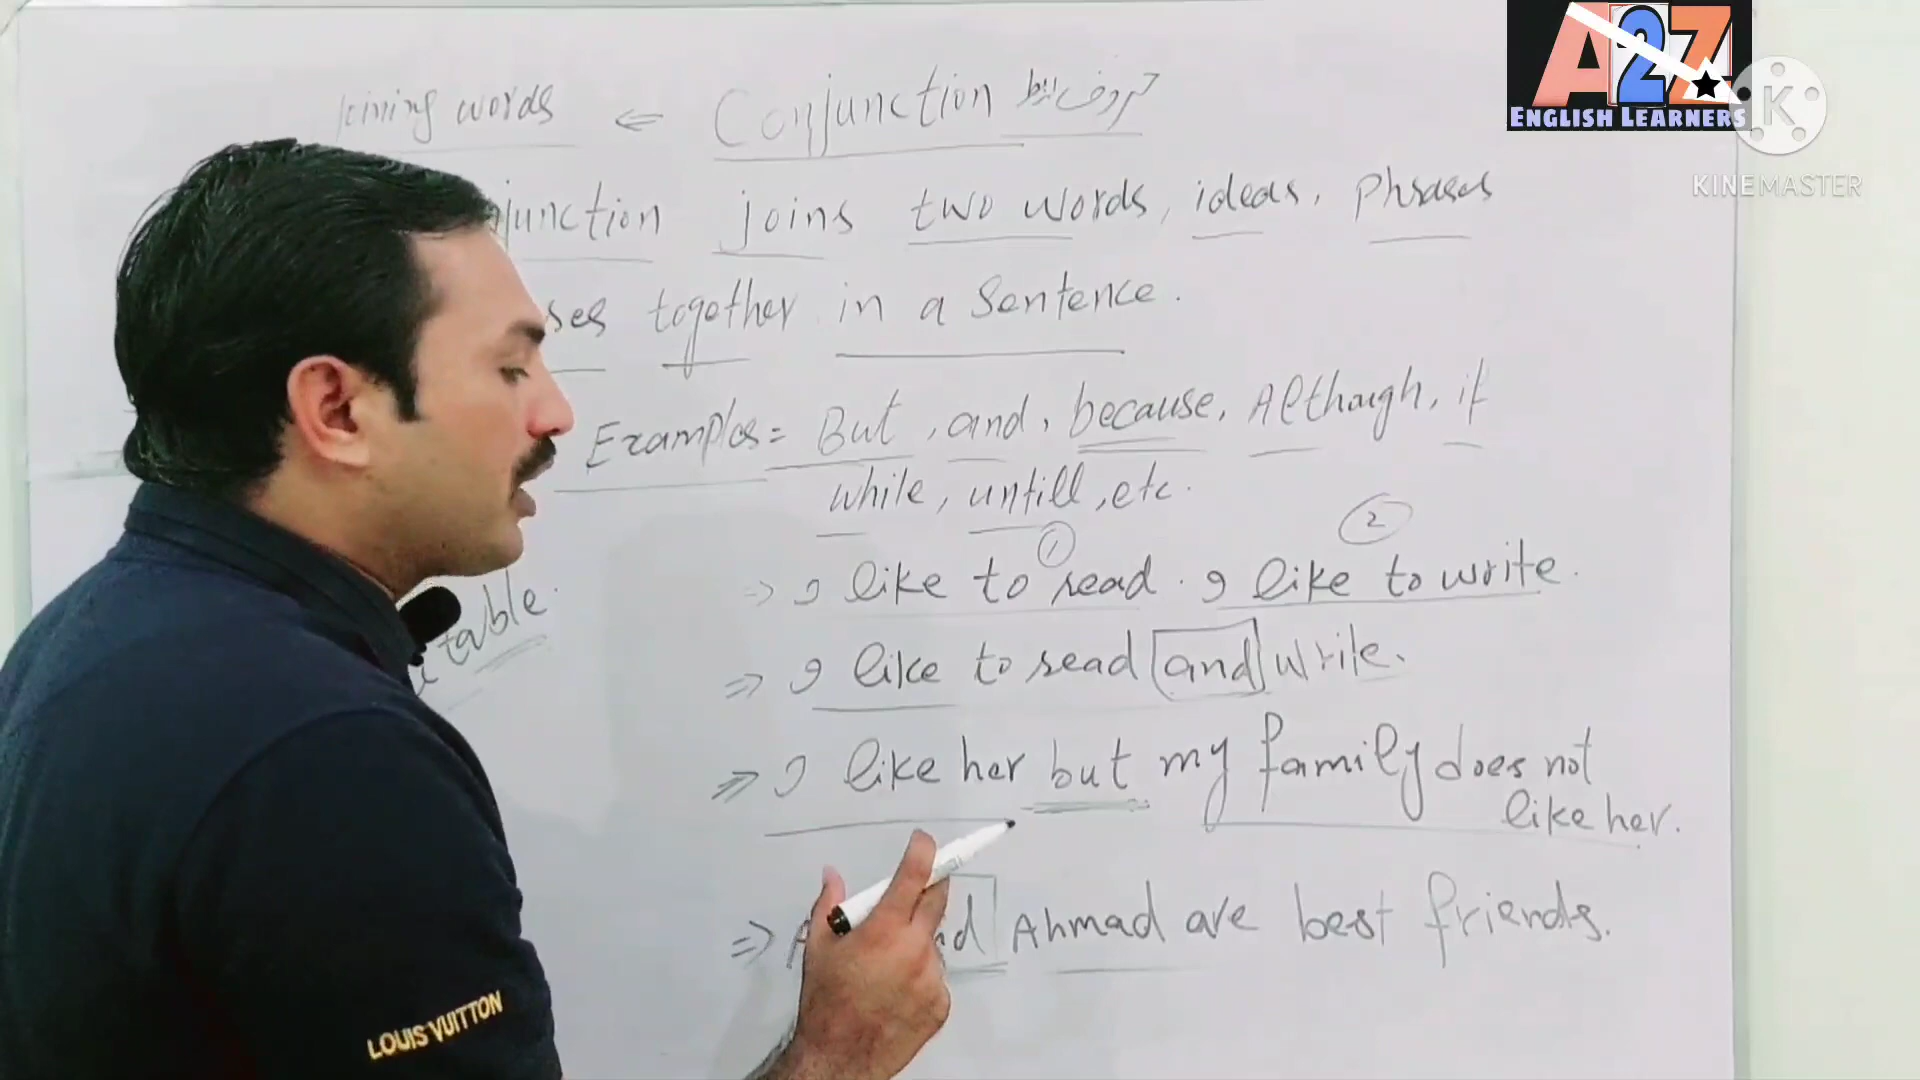 A2Z
ENGLISH LEARNERS
K
KINEMASTER
Joining words ⇐ Conjunction حروف ربط
junction joins two words, ideas, phrases
ses together in a sentence.
Examples = But, and, because, Although, if
while, untill, etc.
① ②
⇒ I like to read. I like to write.
table.
⇒ I like to read and write.
⇒ I like her but my family does not
like her.
⇒ nd Ahmad are best friends.
LOUIS VUITTON